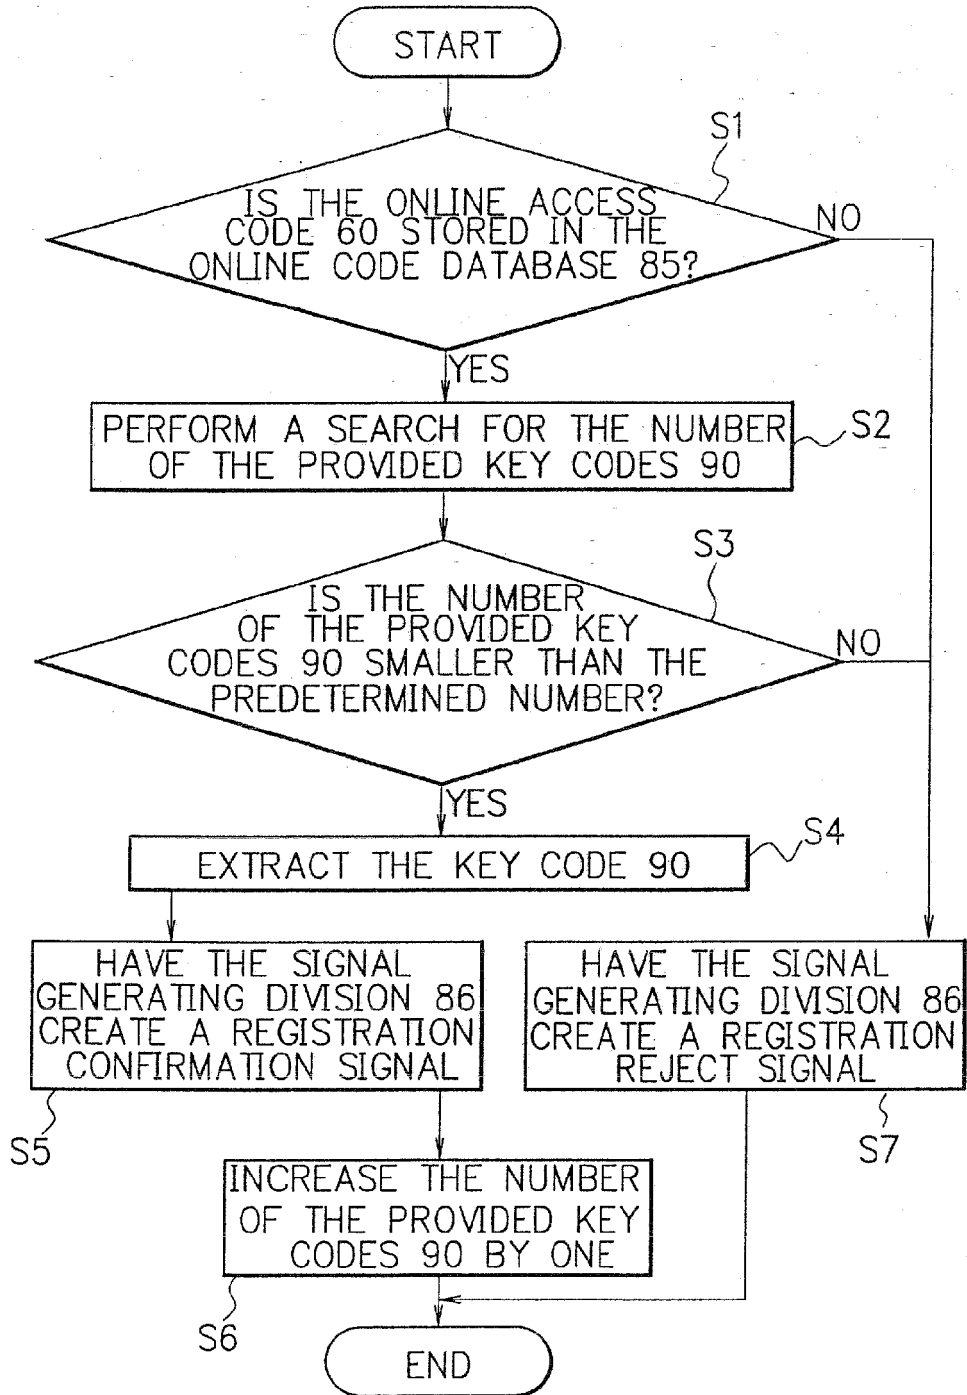 START
S1
IS THE ONLINE ACCESS
CODE 60 STORED IN THE
ONLINE CODE DATABASE 85?
NO
YES
PERFORM A SEARCH FOR THE NUMBER
OF THE PROVIDED KEY CODES 90
S2
S3
IS THE NUMBER
OF THE PROVIDED KEY
CODES 90 SMALLER THAN THE
PREDETERMINED NUMBER?
NO
YES
EXTRACT THE KEY CODE 90
S4
HAVE THE SIGNAL
GENERATING DIVISION 86
CREATE A REGISTRATION
CONFIRMATION SIGNAL
S5
HAVE THE SIGNAL
GENERATING DIVISION 86
CREATE A REGISTRATION
REJECT SIGNAL
S7
INCREASE THE NUMBER
OF THE PROVIDED KEY
CODES 90 BY ONE
S6
END